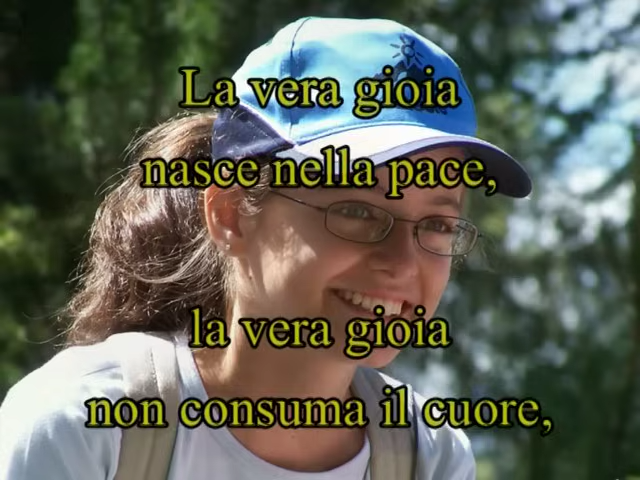 La vera gioia
nasce nella pace,
la vera gioia
non consuma il cuore,